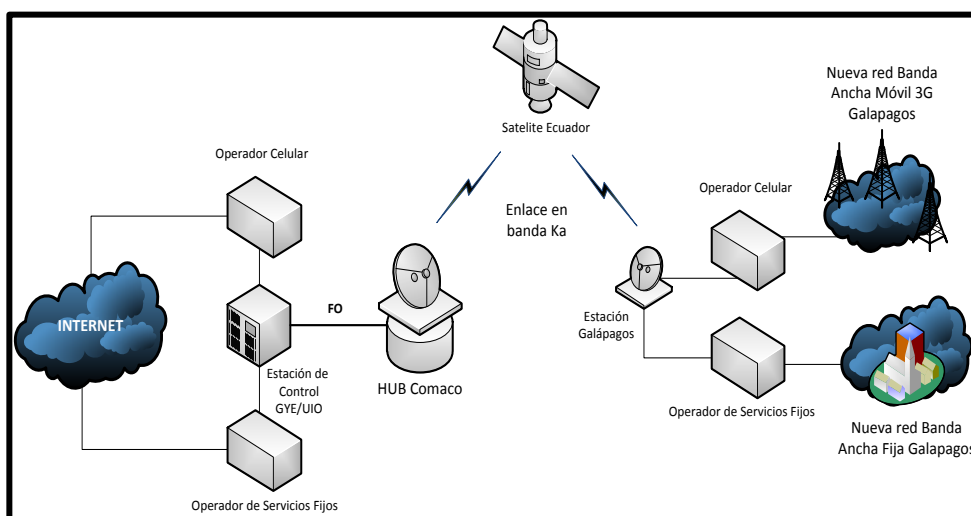 Satelite Ecuador
Nueva red Banda
Ancha Móvil 3G
Galapagos
Operador Celular
Operador Celular
Enlace en
banda Ka
INTERNET
FO
Estación
Galápagos
Estación de
Control
GYE/UIO
HUB Comaco
Operador de Servicios Fijos
Nueva red Banda
Ancha Fija Galapagos
Operador de Servicios Fijos